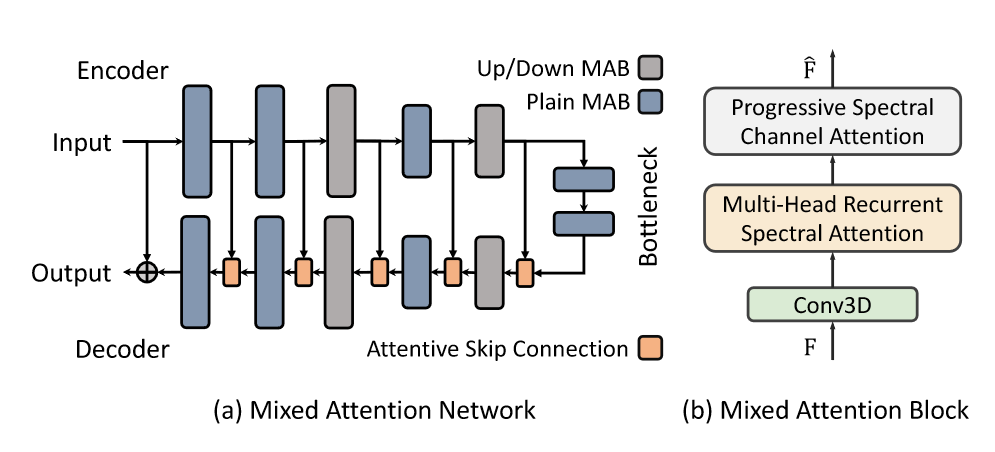 Encoder
Up/Down MAB
Plain MAB
Input
Bottleneck
Output
Decoder
Attentive Skip Connection
(a) Mixed Attention Network
F̂
Progressive Spectral
Channel Attention
Multi-Head Recurrent
Spectral Attention
Conv3D
F
(b) Mixed Attention Block